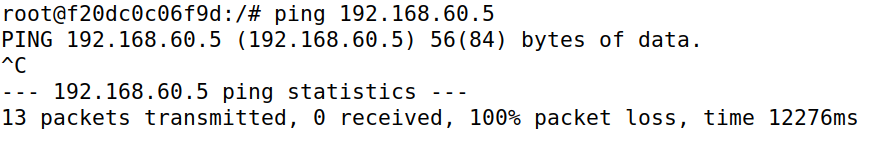 root@f20dc0c06f9d:/# ping 192.168.60.5
PING 192.168.60.5 (192.168.60.5) 56(84) bytes of data.
^C
--- 192.168.60.5 ping statistics ---
13 packets transmitted, 0 received, 100% packet loss, time 12276ms